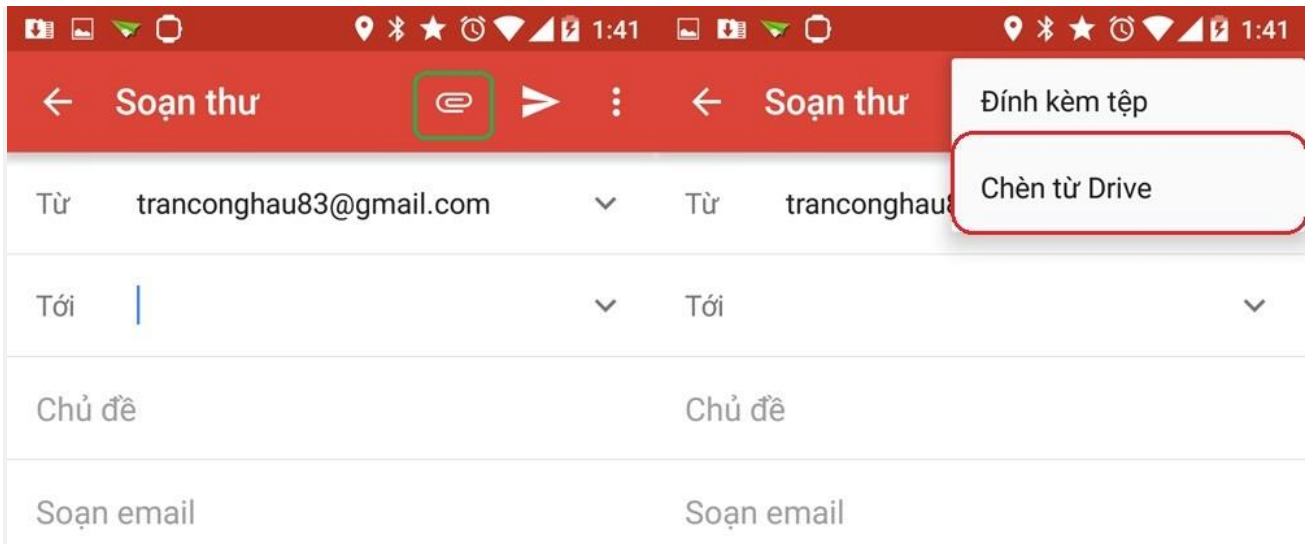 1:41
Soạn thư
Từ tranconghau83@gmail.com
Tới
Chủ đề
Soạn email
1:41
Soạn thư
Đính kèm tệp
Chèn từ Drive
Từ tranconghau8
Tới
Chủ đề
Soạn email